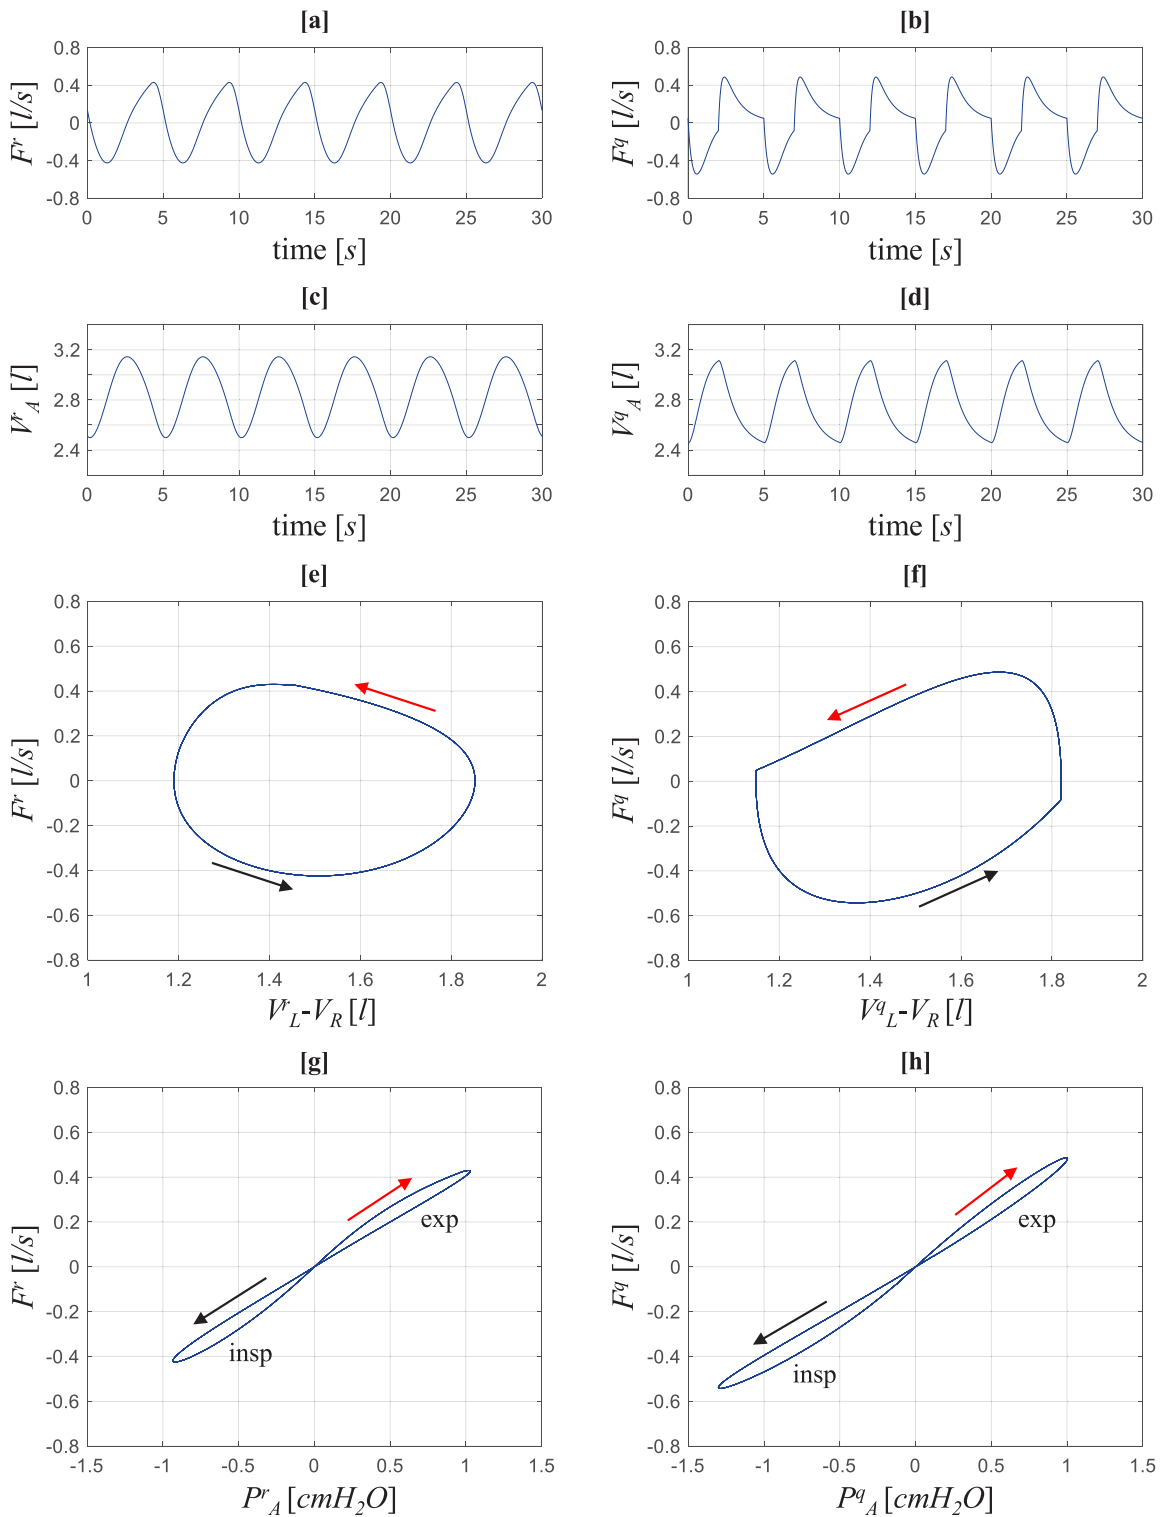 [a]
0.8
0.4
0
-0.4
-0.8
F^r [l/s]
0 5 10 15 20 25 30
time [s]
[b]
0.8
0.4
0
-0.4
-0.8
F^q [l/s]
0 5 10 15 20 25 30
time [s]
[c]
3.2
2.8
2.4
V^r_A [l]
0 5 10 15 20 25 30
time [s]
[d]
3.2
2.8
2.4
V^q_A [l]
0 5 10 15 20 25 30
time [s]
[e]
0.8
0.6
0.4
0.2
0
-0.2
-0.4
-0.6
-0.8
F^r [l/s]
1 1.2 1.4 1.6 1.8 2
V^r_L-V_R [l]
[f]
0.8
0.6
0.4
0.2
0
-0.2
-0.4
-0.6
-0.8
F^q [l/s]
1 1.2 1.4 1.6 1.8 2
V^q_L-V_R [l]
[g]
0.8
0.6
0.4
0.2
0
-0.2
-0.4
-0.6
-0.8
F^r [l/s]
exp
insp
-1.5 -1 -0.5 0 0.5 1 1.5
P^r_A [cmH_2O]
[h]
0.8
0.6
0.4
0.2
0
-0.2
-0.4
-0.6
-0.8
F^q [l/s]
exp
insp
-1.5 -1 -0.5 0 0.5 1 1.5
P^q_A [cmH_2O]